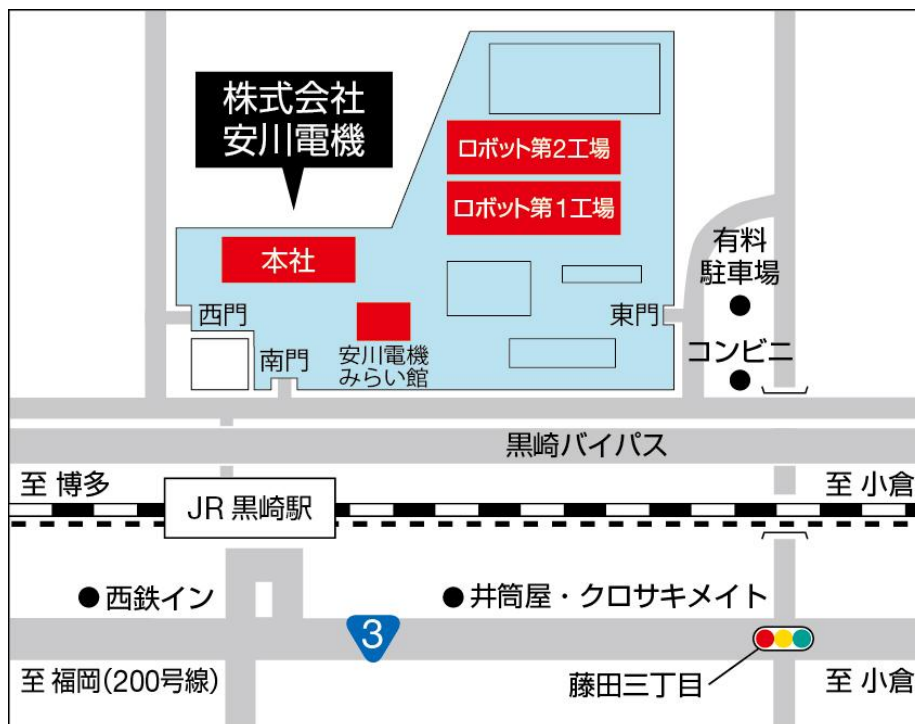 株式会社
安川電機
ロボット第2工場
ロボット第1工場
本社
有料
駐車場
西門
東門
南門
安川電機
みらい館
コンビニ
黒崎バイパス
至 博多
至 小倉
JR 黒崎駅
西鉄イン
井筒屋・クロサキメイト
3
至 福岡(200号線)
藤田三丁目
至 小倉